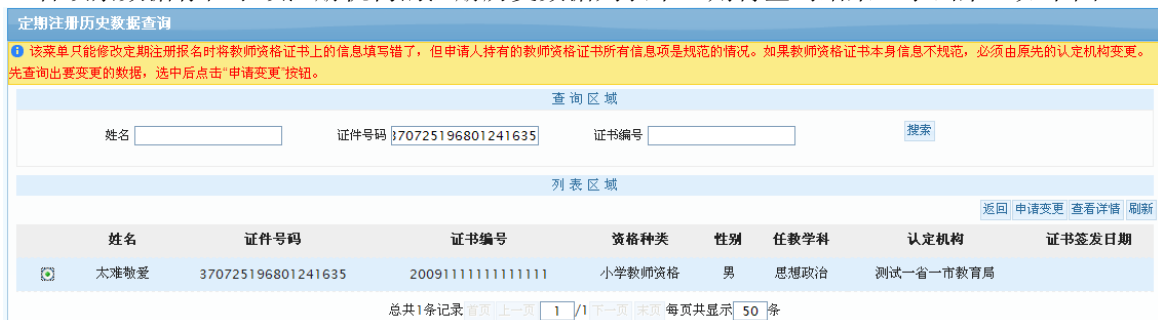 定期注册历史数据查询
该菜单只能修改定期注册报名时将教师资格证书上的信息填写错了，但申请人持有的教师资格证书所有信息项是规范的情况。如果教师资格证书本身信息不规范，必须由原先的认定机构变更。
先查询出要变更的数据，选中后点击“申请变更”按钮。
查询区域
姓名 证件号码 370725196801241635 证书编号 搜索
列表区域
返回 申请变更 查看详情 刷新
姓名 证件号码 证书编号 资格种类 性别 任教学科 认定机构 证书签发日期
太难敬爱 370725196801241635 20091111111111111 小学教师资格 男 思想政治 测试一省一市教育局
总共1条记录 首页 上一页 1 /1 下一页 末页 每页共显示 50 条